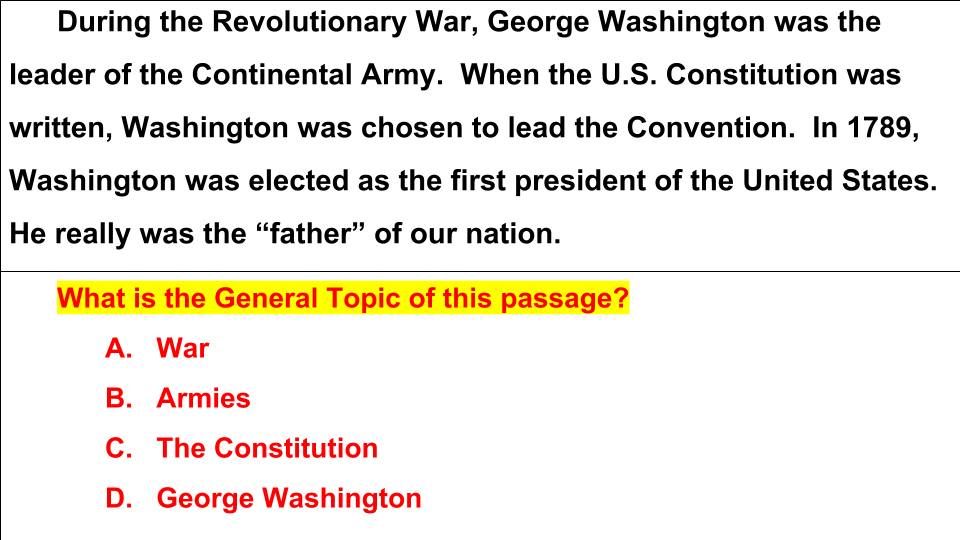 During the Revolutionary War, George Washington was the
leader of the Continental Army.  When the U.S. Constitution was
written, Washington was chosen to lead the Convention.  In 1789,
Washington was elected as the first president of the United States.
He really was the “father” of our nation.
What is the General Topic of this passage?
A. War
B. Armies
C. The Constitution
D. George Washington